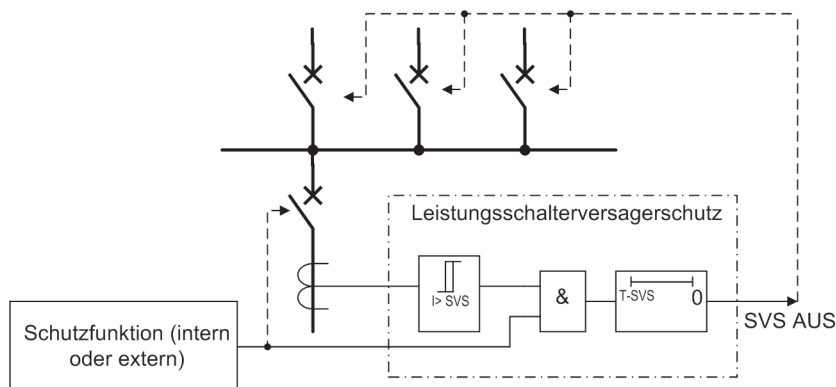 Leistungsschalterversagerschutz
I> SVS
&
T-SVS
0
SVS AUS
Schutzfunktion (intern
oder extern)